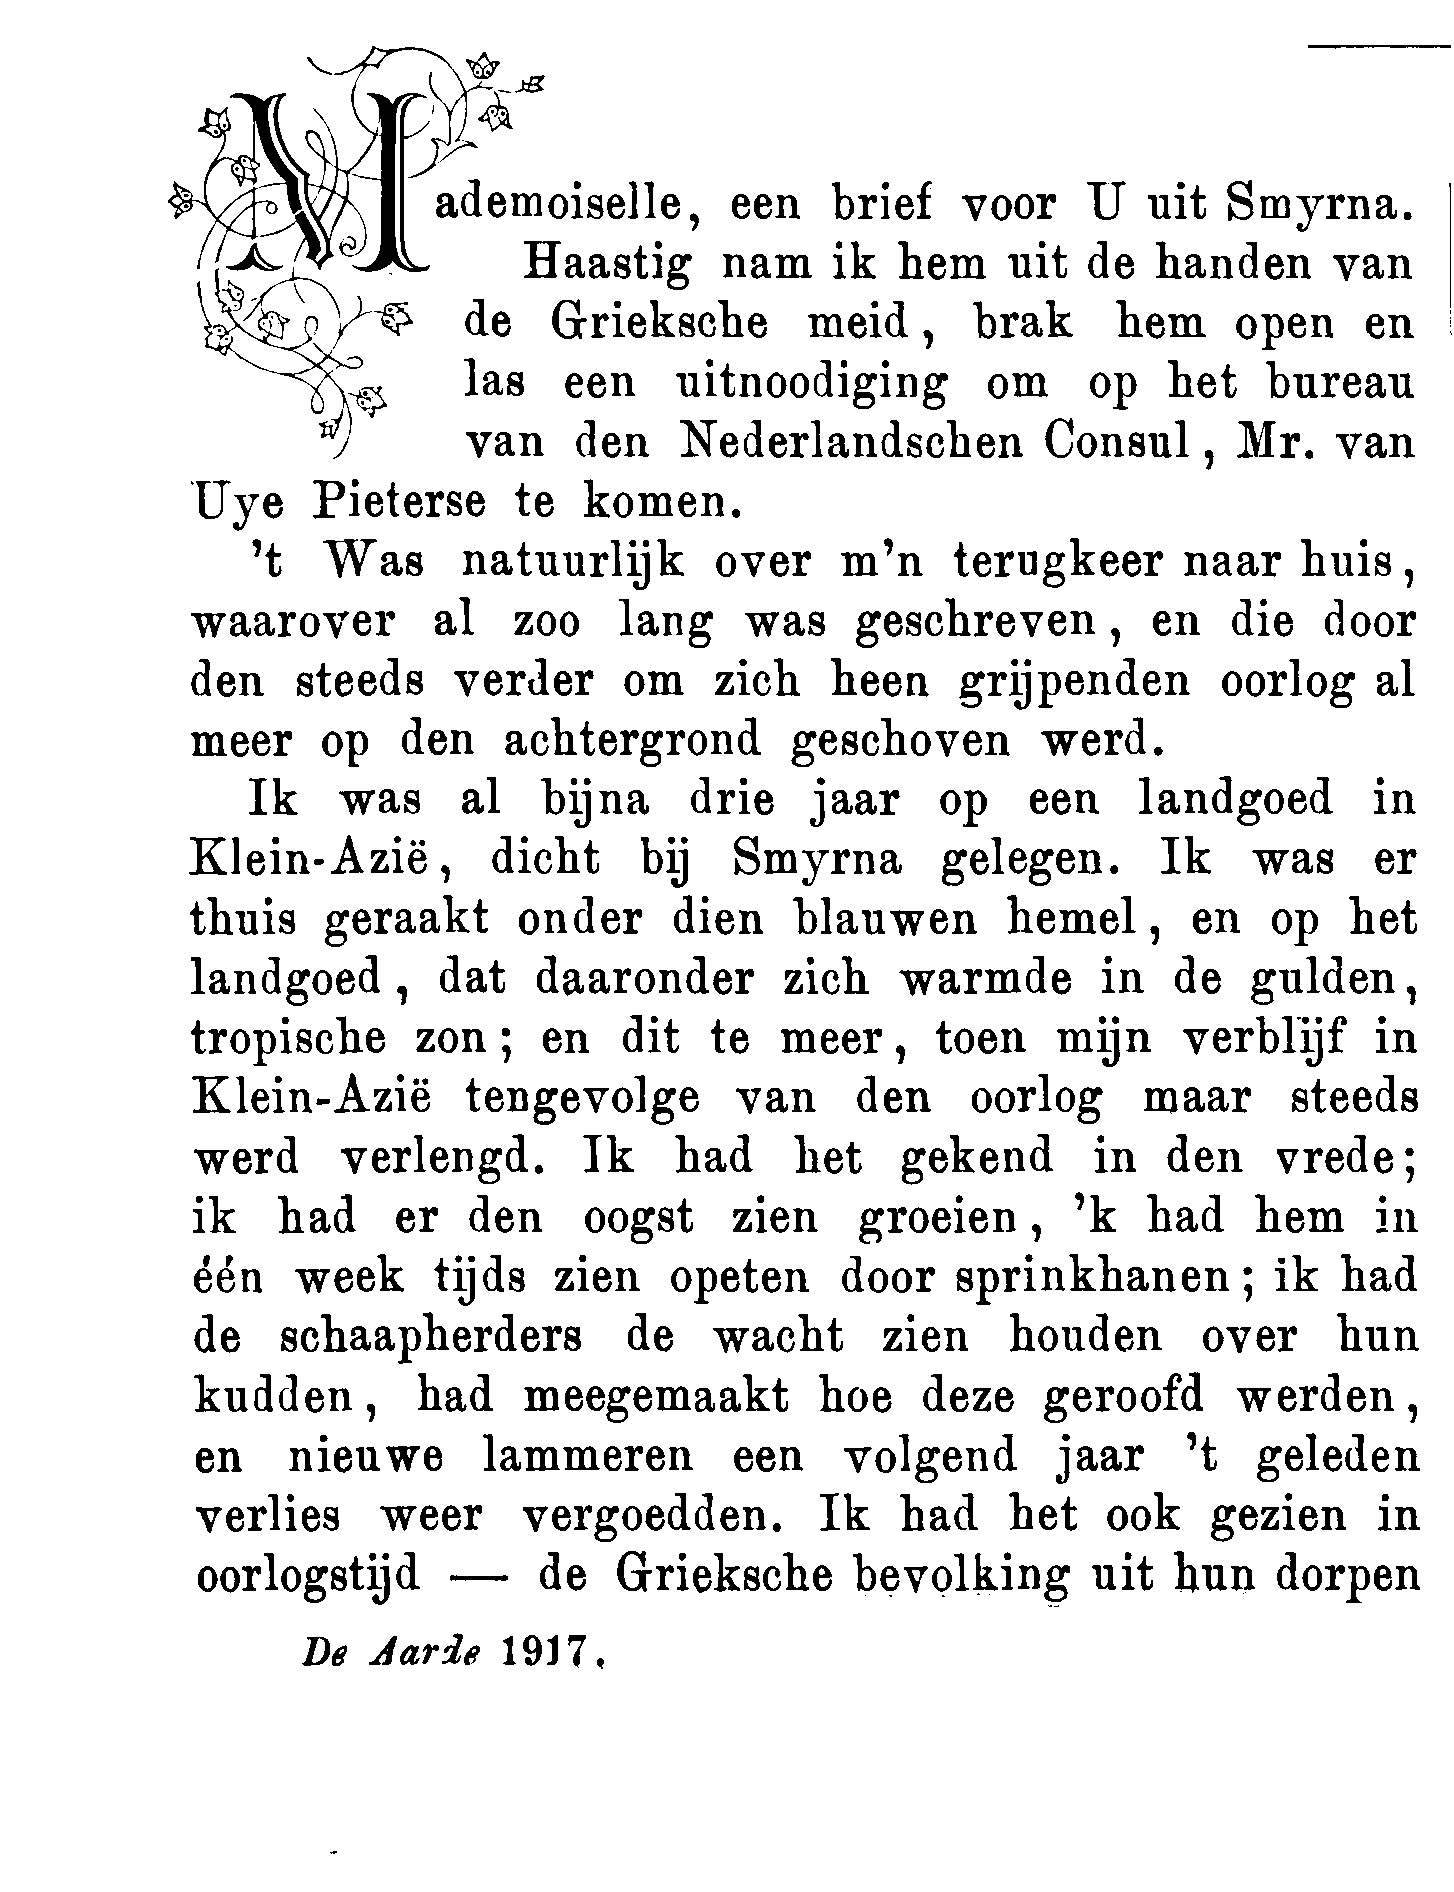 Mademoiselle, een brief voor U uit Smyrna.
Haastig nam ik hem uit de handen van
de Grieksche meid, brak hem open en
las een uitnoodiging om op het bureau
van den Nederlandschen Consul, Mr. van
Uye Pieterse te komen.
't Was natuurlijk over m'n terugkeer naar huis,
waarover al zoo lang was geschreven, en die door
den steeds verder om zich heen grijpenden oorlog al
meer op den achtergrond geschoven werd.
Ik was al bijna drie jaar op een landgoed in
Klein-Azië, dicht bij Smyrna gelegen. Ik was er
thuis geraakt onder dien blauwen hemel, en op het
landgoed, dat daaronder zich warmde in de gulden,
tropische zon; en dit te meer, toen mijn verblijf in
Klein-Azië tengevolge van den oorlog maar steeds
werd verlengd. Ik had het gekend in den vrede;
ik had er den oogst zien groeien, 'k had hem in
één week tijds zien opeten door sprinkhanen; ik had
de schaapherders de wacht zien houden over hun
kudden, had meegemaakt hoe deze geroofd werden,
en nieuwe lammeren een volgend jaar 't geleden
verlies weer vergoedden. Ik had het ook gezien in
oorlogstijd — de Grieksche bevolking uit hun dorpen
De Aarde 1917.